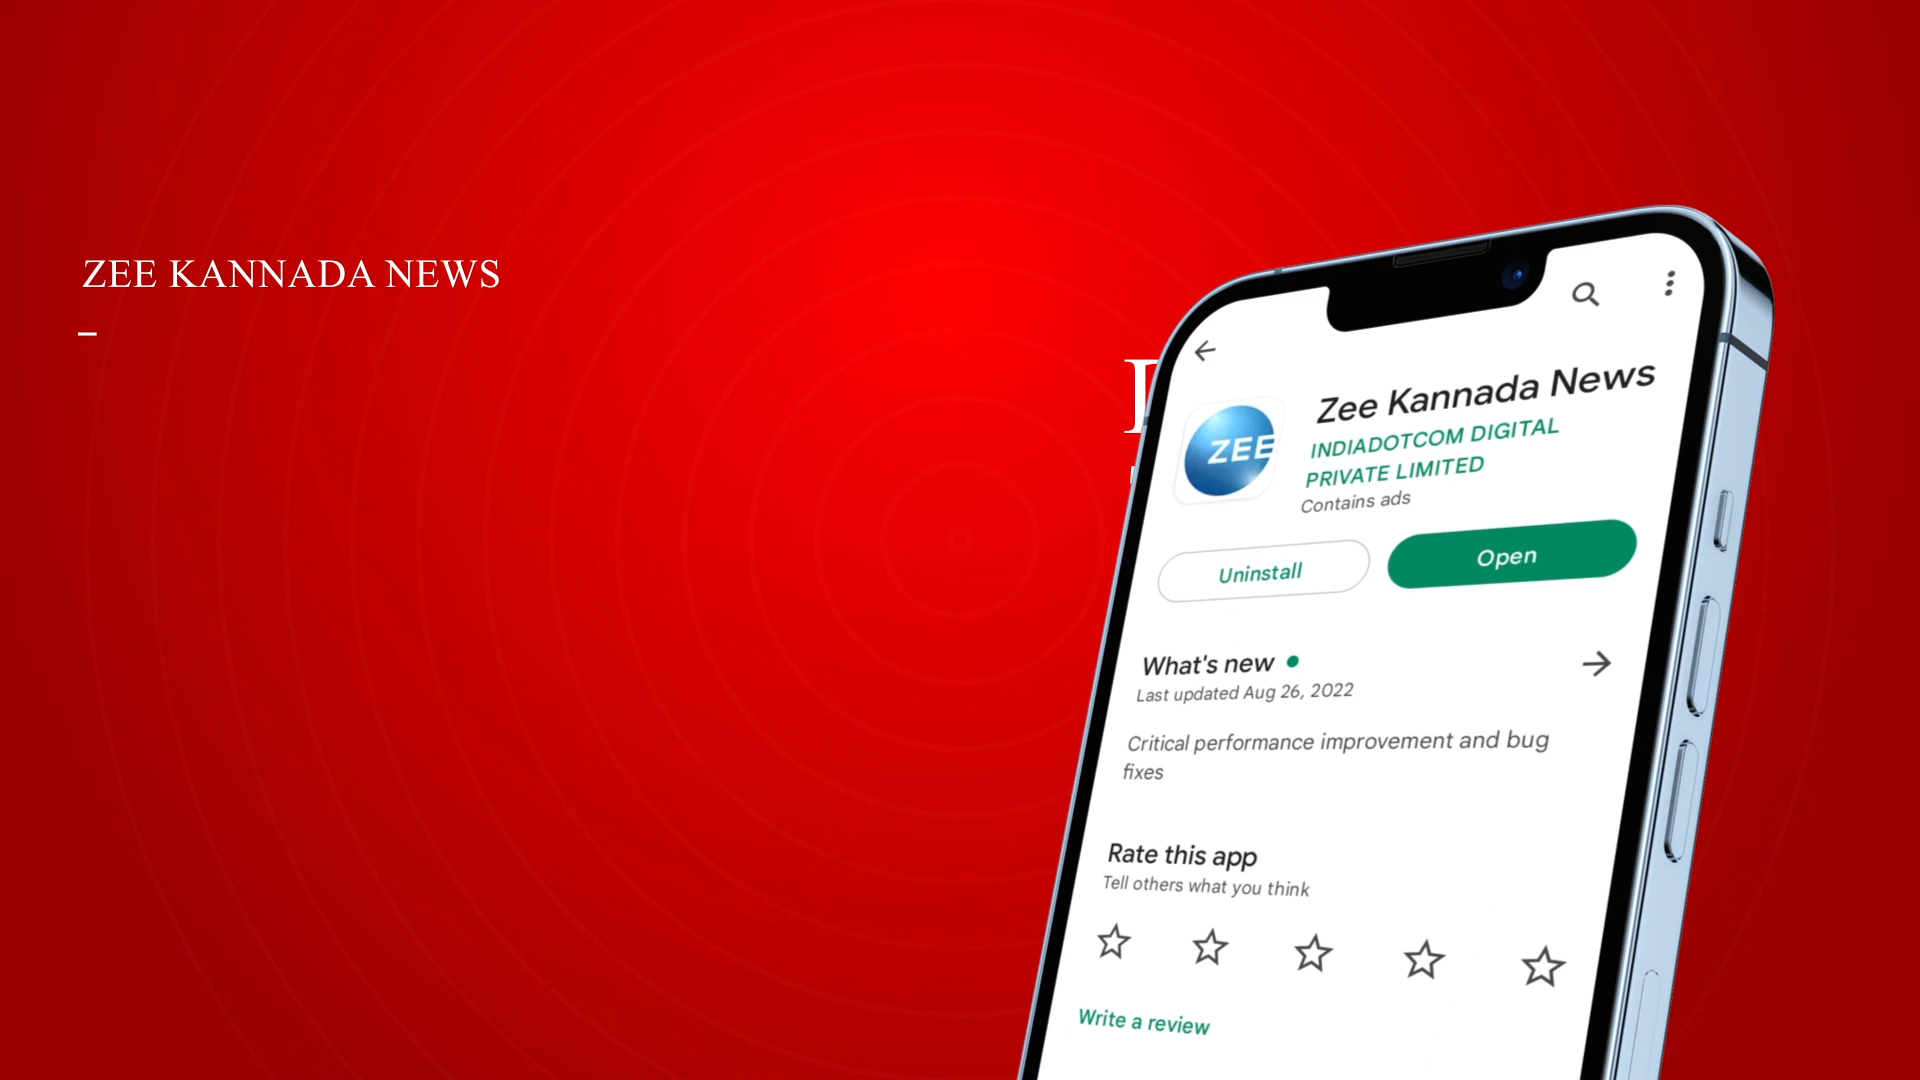 ZEE KANNADA NEWS
Zee Kannada News
INDIADOTCOM DIGITAL
PRIVATE LIMITED
Contains ads
ZEE
Uninstall
Open
What's new
Last updated Aug 26, 2022
Critical performance improvement and bug
fixes
Rate this app
Tell others what you think
Write a review